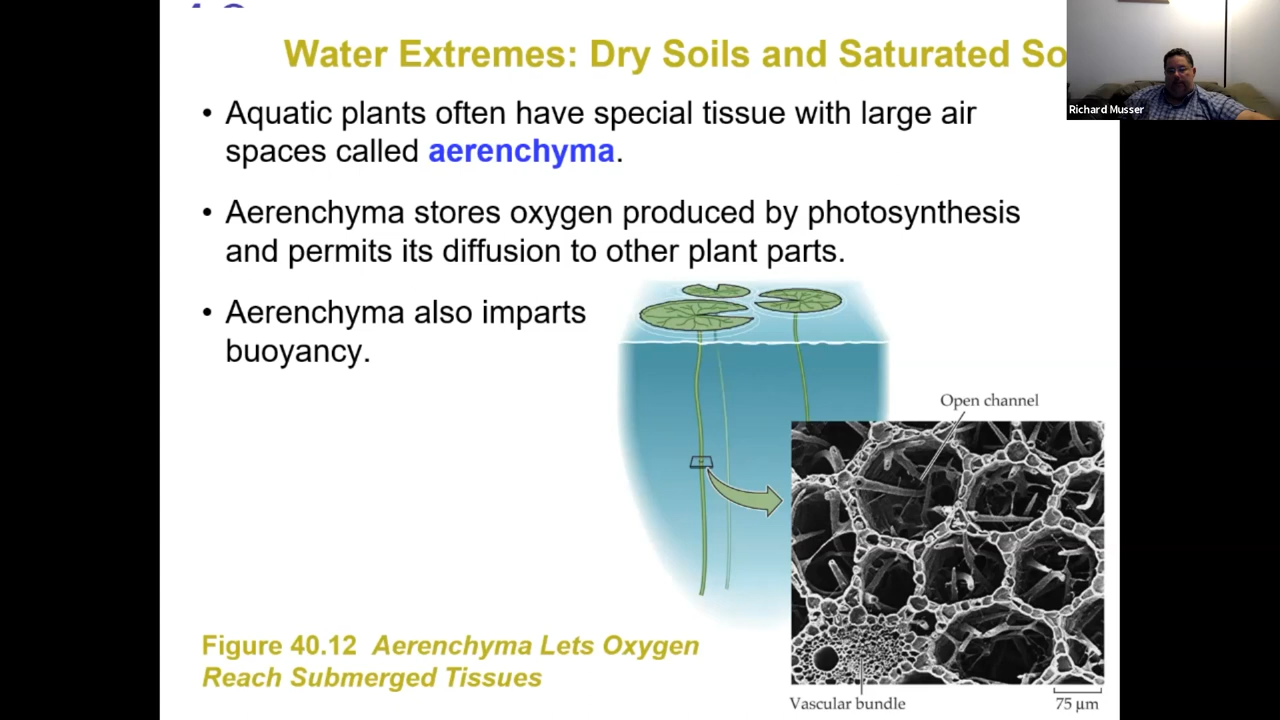 Water Extremes: Dry Soils and Saturated So
Richard Musser
• Aquatic plants often have special tissue with large air
spaces called aerenchyma.
• Aerenchyma stores oxygen produced by photosynthesis
and permits its diffusion to other plant parts.
• Aerenchyma also imparts
buoyancy.
Open channel
Figure 40.12 Aerenchyma Lets Oxygen
Reach Submerged Tissues
Vascular bundle
75 µm